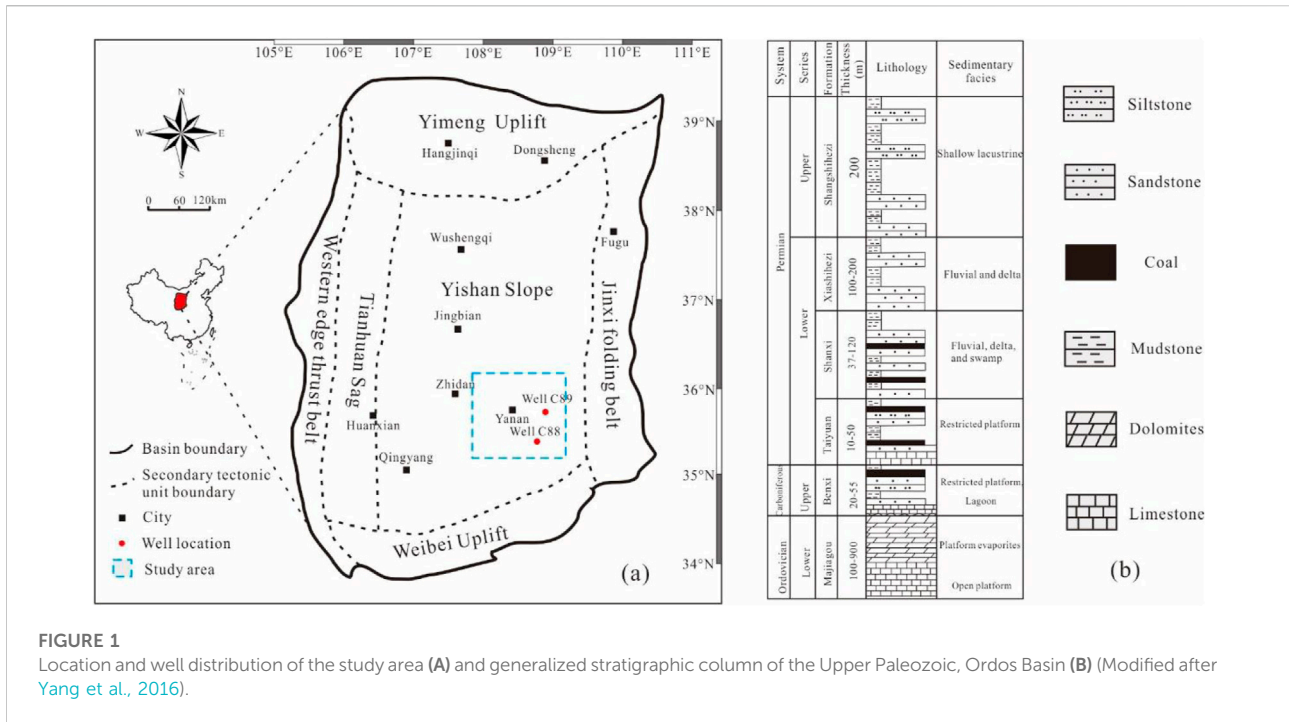 105°E 106°E 107°E 108°E 109°E 110°E 111°E
39°N
38°N
37°N
36°N
35°N
34°N
N
W E
S
0 60 120km
Yimeng Uplift
Hangjinqi
Dongsheng
Fugu
Wushengqi
Western edge thrust belt
Tianhuan Sag
Yishan Slope
Jinxi folding belt
Jingbian
Zhidan
Well C89
Yanan
Well C88
Huanxian
Qingyang
Weibei Uplift
Basin boundary
Secondary tectonic
unit boundary
City
Well location
Study area
(a)
System Series Formation Thickness (m) Lithology Sedimentary
facies
Permian Upper Shangshihezi 200 Shallow lacustrine
Lower Xiashihezi 100-200 Fluvial and delta
Shanxi 37-120 Fluvial, delta,
and swamp
Taiyuan 10-50 Restricted platform
Carboniferous Upper Benxi 20-55 Restricted platform,
Lagoon
Ordovician Lower Majiagou 100-900 Platform evaporites
Open platform
Siltstone
Sandstone
Coal
Mudstone
Dolomites
Limestone
(b)
FIGURE 1
Location and well distribution of the study area (A) and generalized stratigraphic column of the Upper Paleozoic, Ordos Basin (B) (Modified after
Yang et al., 2016).